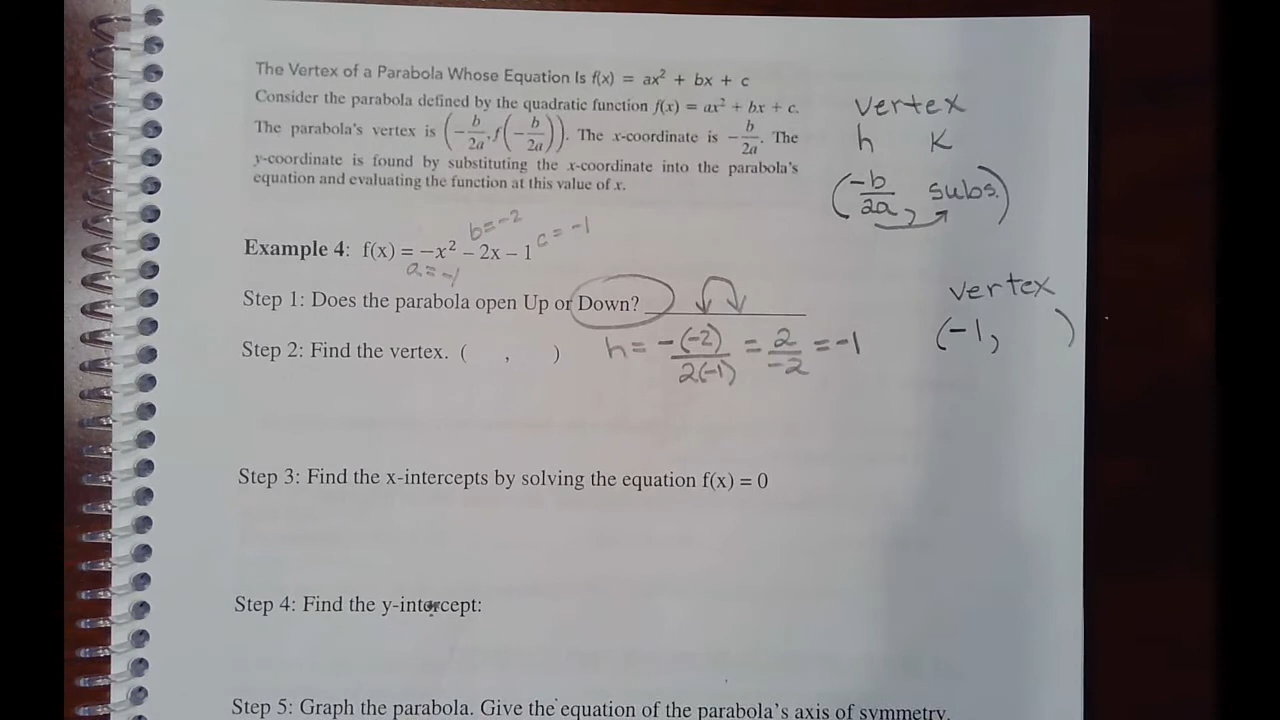 The Vertex of a Parabola Whose Equation Is f(x) = ax² + bx + c
Consider the parabola defined by the quadratic function f(x) = ax² + bx + c.
The parabola's vertex is (−b/2a, f(−b/2a)). The x-coordinate is −b/2a. The
y-coordinate is found by substituting the x-coordinate into the parabola's
equation and evaluating the function at this value of x.
vertex
h K
(-b/2a, subs.)
b=-2
c=-1
Example 4: f(x) = −x² − 2x − 1
a=-1
Step 1: Does the parabola open Up or Down? ____________
vertex
(-1, )
Step 2: Find the vertex. ( , )
h = -(-2)/2(-1) = 2/-2 = -1
Step 3: Find the x-intercepts by solving the equation f(x) = 0
Step 4: Find the y-intercept:
Step 5: Graph the parabola. Give the equation of the parabola's axis of symmetry.